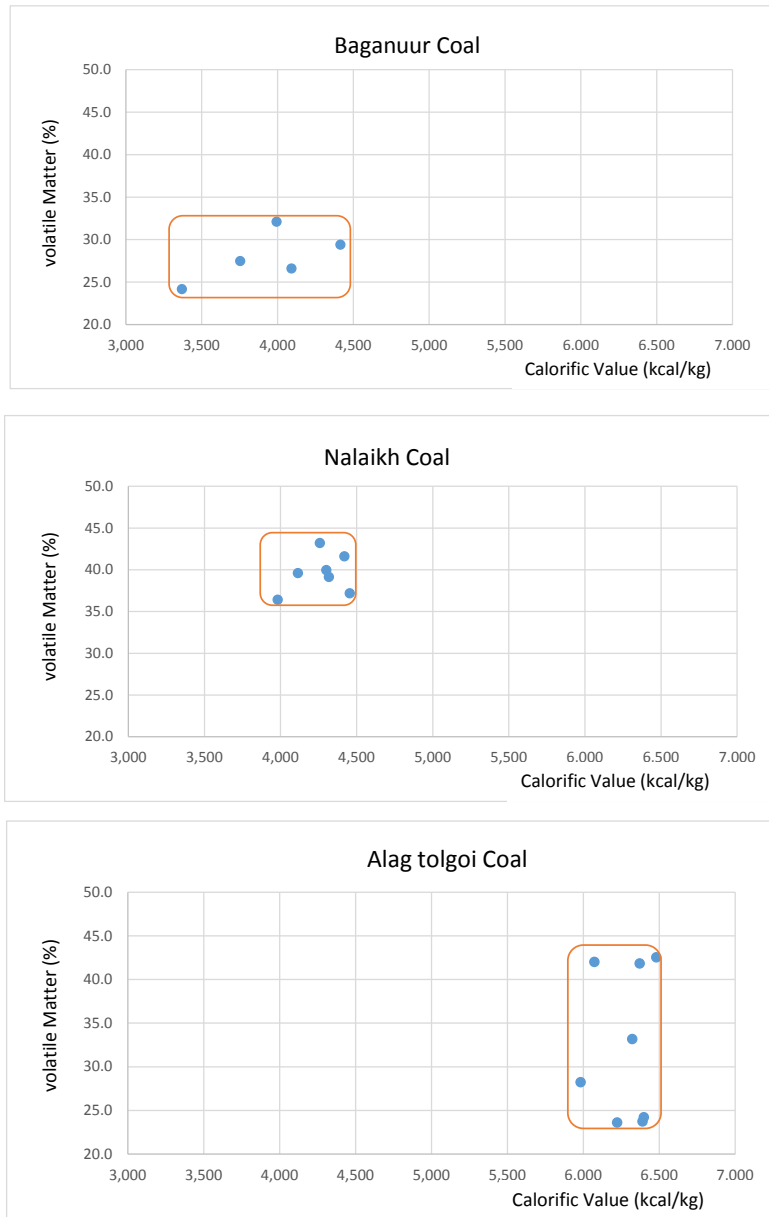 Baganuur Coal
50.0
45.0
40.0
35.0
30.0
25.0
20.0
volatile Matter (%)
3,000 3,500 4,000 4,500 5,000 5,500 6.000 6.500 7.000
Calorific Value (kcal/kg)
Nalaikh Coal
50.0
45.0
40.0
35.0
30.0
25.0
20.0
volatile Matter (%)
3,000 3,500 4,000 4,500 5,000 5,500 6.000 6.500 7.000
Calorific Value (kcal/kg)
Alag tolgoi Coal
50.0
45.0
40.0
35.0
30.0
25.0
20.0
volatile Matter (%)
3,000 3,500 4,000 4,500 5,000 5,500 6.000 6.500 7.000
Calorific Value (kcal/kg)